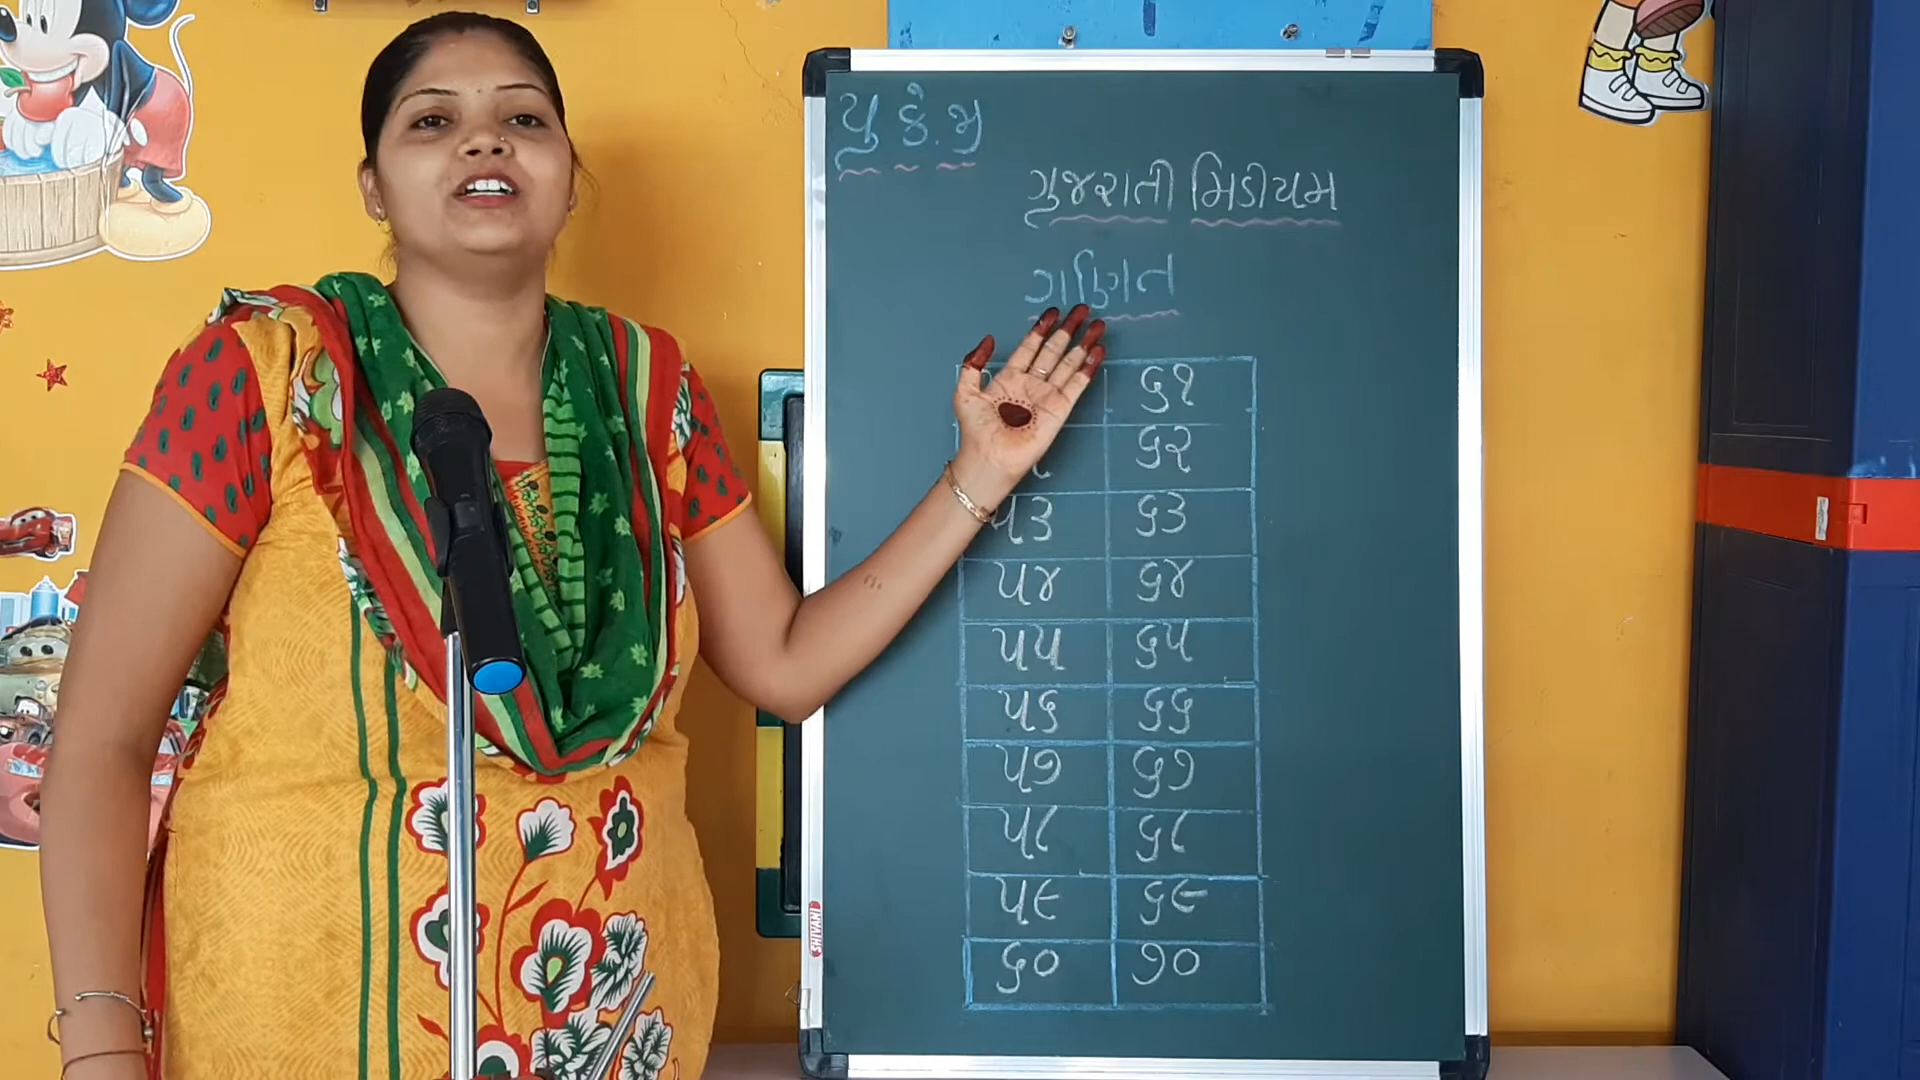 યુ કે.જી
ગુજરાતી મિડીયમ
ગણિત
૬૧
૬૨
૫૩ ૬૩
૫૪ ૬૪
૫૫ ૬૫
૫૬ ૬૬
૫૭ ૬૭
૫૮ ૬૮
૫૯ ૬૯
૬૦ ૭૦
SHIVANI